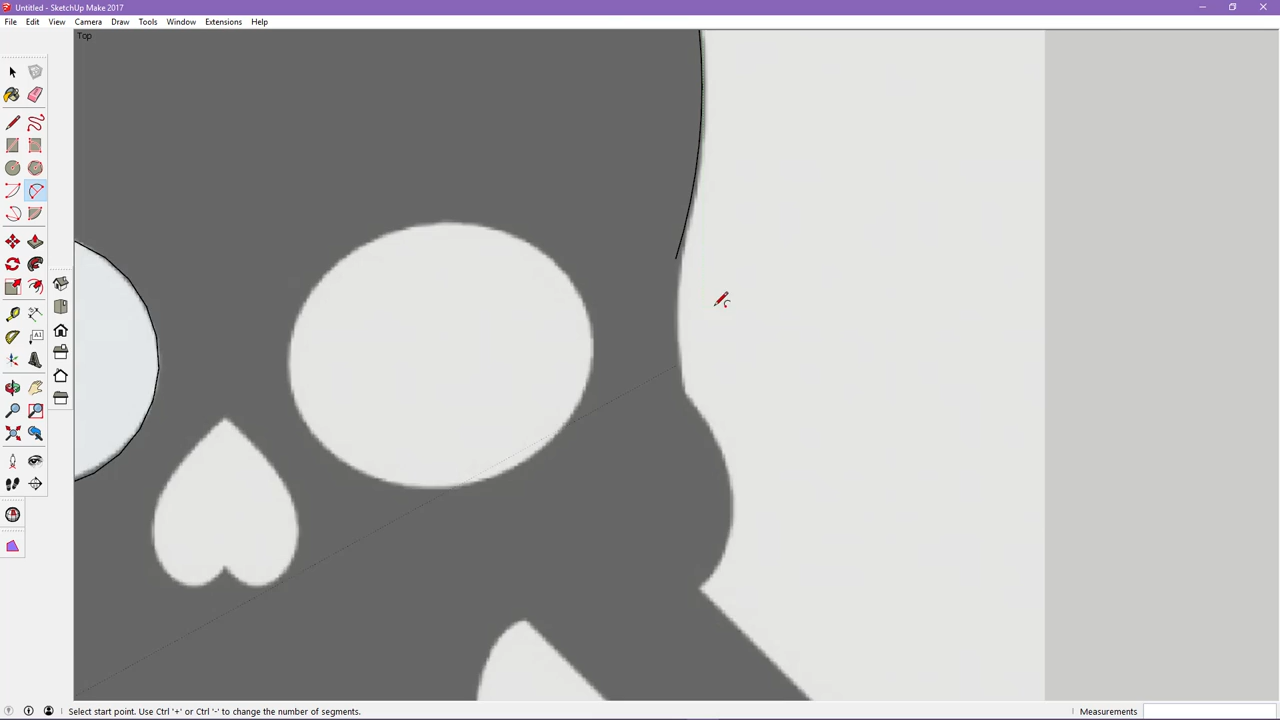 Untitled - SketchUp Make 2017
File Edit View Camera Draw Tools Window Extensions Help
Top
AI
Select start point. Use Ctrl '+' or Ctrl '-' to change the number of segments.
Measurements